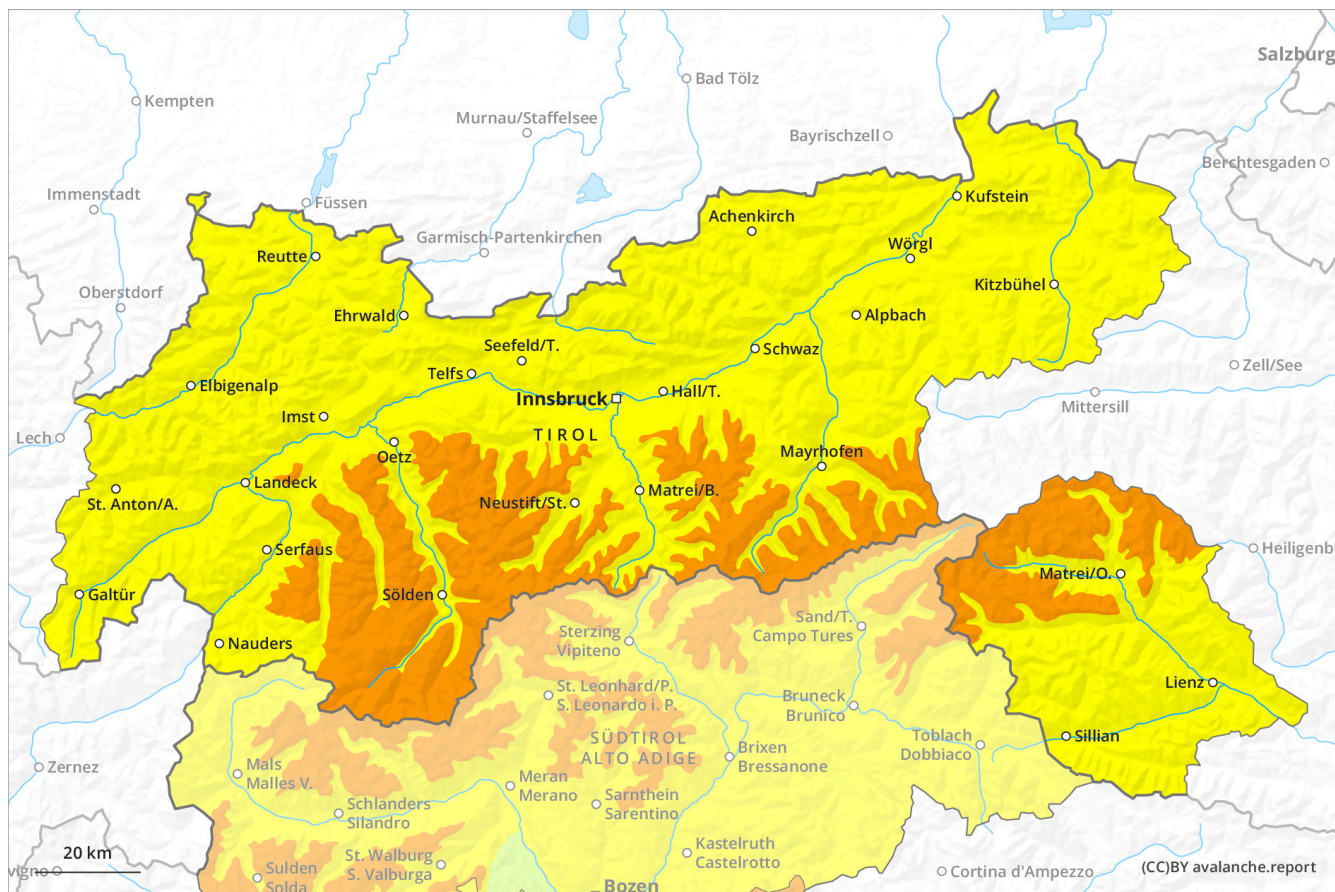 Salzburg
Bad Tölz
Kempten
Murnau/Staffelsee
Bayrischzell
Berchtesgaden
Immenstadt
Kufstein
Füssen
Achenkirch
Garmisch-Partenkirchen
Wörgl
Reutte
Kitzbühel
Oberstdorf
Ehrwald
Alpbach
Seefeld/T.
Schwaz
Zell/See
Telfs
Elbigenalp
Innsbruck
Hall/T.
Mittersill
Imst
Lech
TIROL
Oetz
Mayrhofen
Landeck
St. Anton/A.
Neustift/St.
Matrei/B.
Serfaus
Heiligenb
Matrei/O.
Galtür
Sölden
Sand/T.
Campo Tures
Sterzing
Vipiteno
Nauders
St. Leonhard/P.
S. Leonardo i. P.
Bruneck
Brunico
Lienz
SÜDTIROL
ALTO ADIGE
Toblach
Dobbiaco
Sillian
Brixen
Bressanone
Zernez
Mals
Malles V.
Meran
Merano
Sarnthein
Sarentino
Schlanders
Silandro
Kastelruth
Castelrotto
20 km
St. Walburg
S. Valburga
vigno
Sulden
Solda
Cortina d'Ampezzo
(CC)BY avalanche.report
Bozen